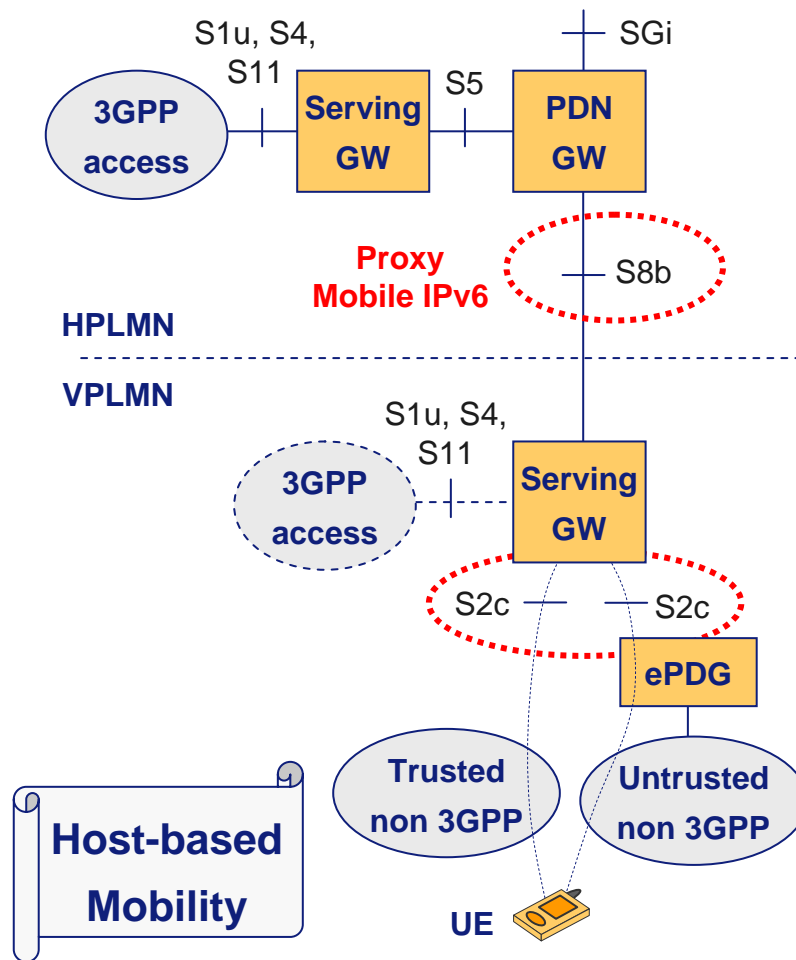 S1u, S4,
S11
SGi
S5
3GPP
access
Serving
GW
PDN
GW
Proxy
Mobile IPv6
S8b
HPLMN
VPLMN
S1u, S4,
S11
3GPP
access
Serving
GW
S2c
S2c
ePDG
Trusted
non 3GPP
Untrusted
non 3GPP
Host-based
Mobility
UE